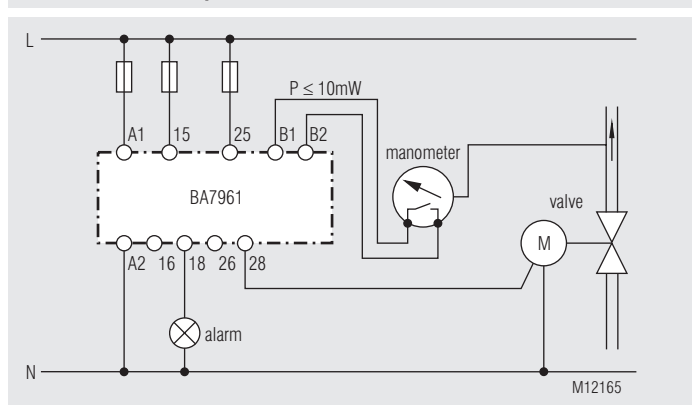 L
P ≤ 10mW
A1 15 25 B1 B2
manometer
BA7961
valve
M
A2 16 18 26 28
alarm
N
M12165